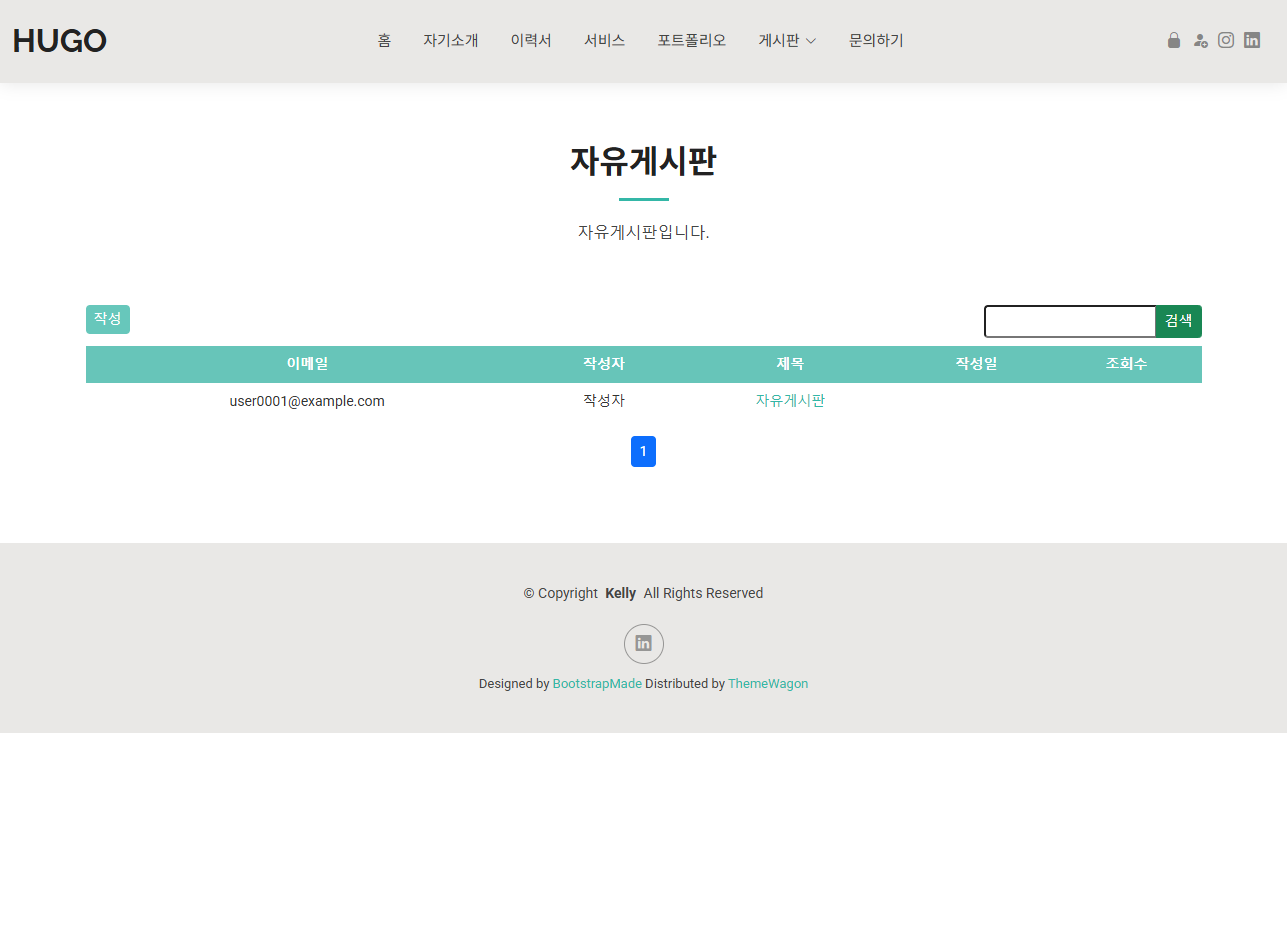 HUGO 홈 자기소개 이력서 서비스 포트폴리오 게시판 문의하기
자유게시판
자유게시판입니다.
작성 검색
이메일 작성자 제목 작성일 조회수
user0001@example.com 작성자 자유게시판
1
© Copyright Kelly All Rights Reserved
Designed by BootstrapMade Distributed by ThemeWagon